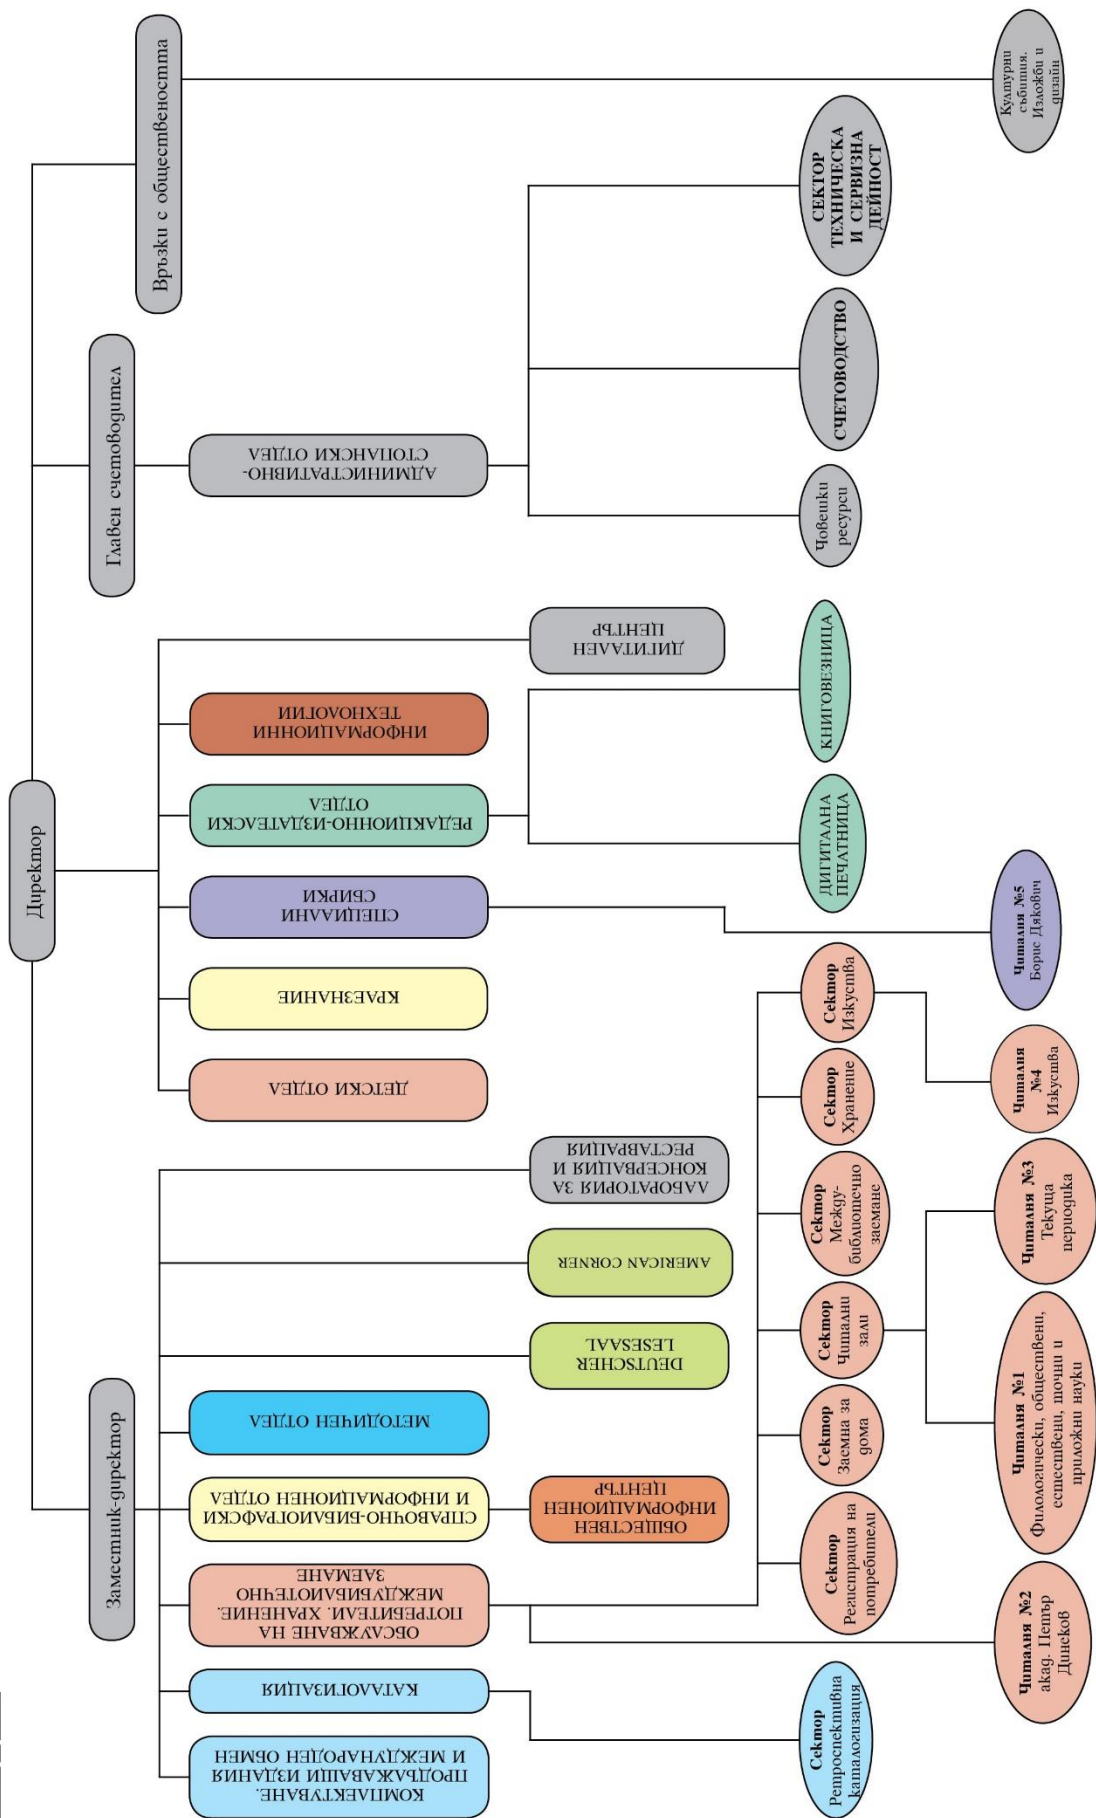 Директор
Заместник-директор
Главен счетоводител
Връзки с обществеността
КОМПЛЕКТУВАНЕ.
ПРОДЪЛЖАВАЩИ ИЗДАНИЯ
И МЕЖДУНАРОДЕН ОБМЕН
КАТАЛОГИЗАЦИЯ
ОБСЛУЖВАНЕ НА
ПОТРЕБИТЕЛИ. ХРАНЕНИЕ.
МЕЖДУБИБЛИОТЕЧНО
ЗАЕМАНЕ
СПРАВОЧНО-БИБЛИОГРАФСКИ
И ИНФОРМАЦИОНЕН ОТДЕЛ
МЕТОДИЧЕН ОТДЕЛ
ДЕТСКИ ОТДЕЛ
КРАЕЗНАНИЕ
СПЕЦИАЛНИ
СБИРКИ
РЕДАКЦИОННО-ИЗДАТЕЛСКИ
ОТДЕЛ
ИНФОРМАЦИОННИ
ТЕХНОЛОГИИ
АДМИНИСТРАТИВНО-
СТОПАНСКИ ОТДЕЛ
ОБЩЕСТВЕН
ИНФОРМАЦИОНЕН
ЦЕНТЪР
DEUTSCHER
LESESAAL
AMERICAN CORNER
ЛАБОРАТОРИЯ ЗА
КОНСЕРВАЦИЯ И
РЕСТАВРАЦИЯ
ДИГИТАЛЕН
ЦЕНТЪР
Сектор
Ретроспективна
каталогизация
Сектор
Регистрация на
потребители
Сектор
Заемна за
дома
Сектор
Читални
зали
Сектор
Между-
библиотечно
заемане
Сектор
Хранение
Сектор
Изкуства
ДИГИТАЛНА
ПЕЧАТНИЦА
КНИГОВЕЗНИЦА
Човешки
ресурси
СЧЕТОВОДСТВО
СЕКТОР
ТЕХНИЧЕСКА
И СЕРВИЗНА
ДЕЙНОСТ
Читалня №2
акад. Петър
Динеков
Читалня №1
Филологически, обществени,
естествени, точни и
приложни науки
Читалня №3
Текуща
периодика
Читалня
№4
Изкуства
Читалня №5
Борис Дякович
Културни
събития.
Изложби и
дизайн